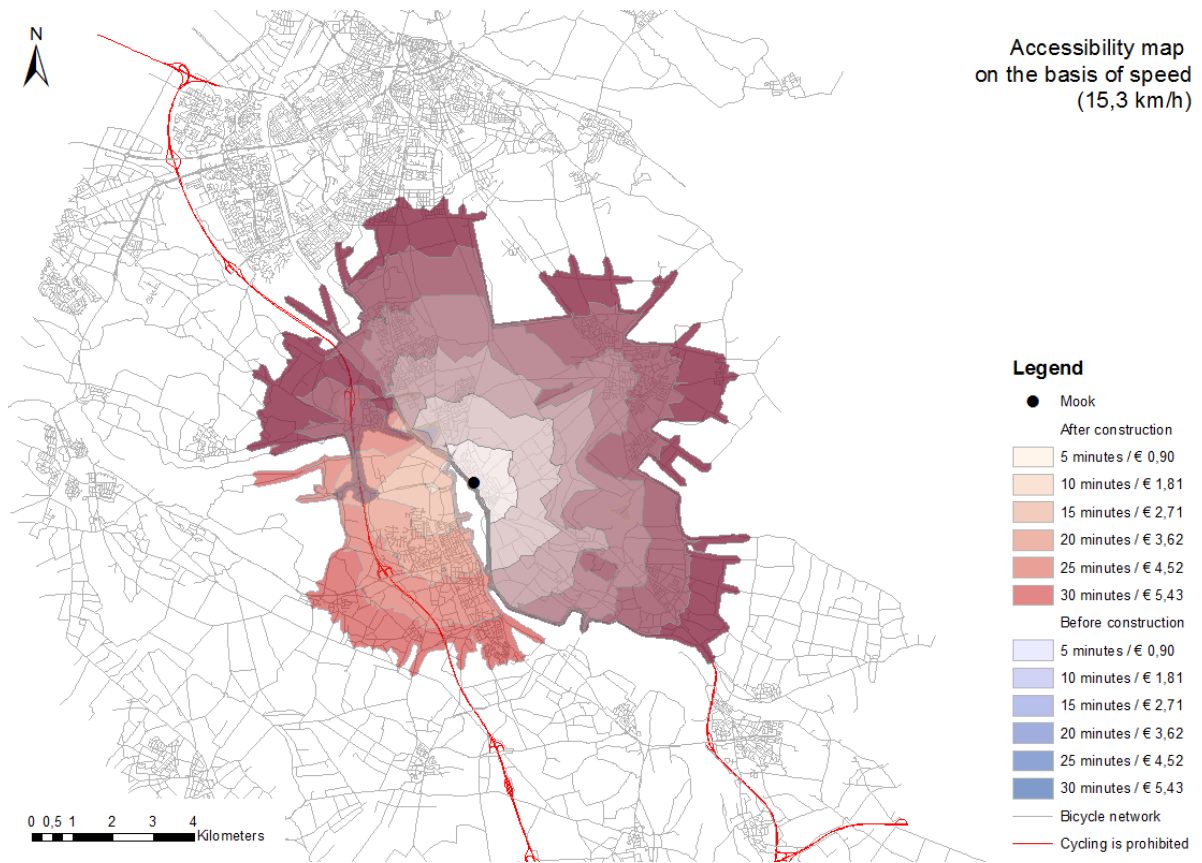 N
Accessibility map
on the basis of speed
(15,3 km/h)
Legend
Mook
After construction
5 minutes / € 0,90
10 minutes / € 1,81
15 minutes / € 2,71
20 minutes / € 3,62
25 minutes / € 4,52
30 minutes / € 5,43
Before construction
5 minutes / € 0,90
10 minutes / € 1,81
15 minutes / € 2,71
20 minutes / € 3,62
25 minutes / € 4,52
30 minutes / € 5,43
Bicycle network
Cycling is prohibited
0 0,5 1 2 3 4
Kilometers